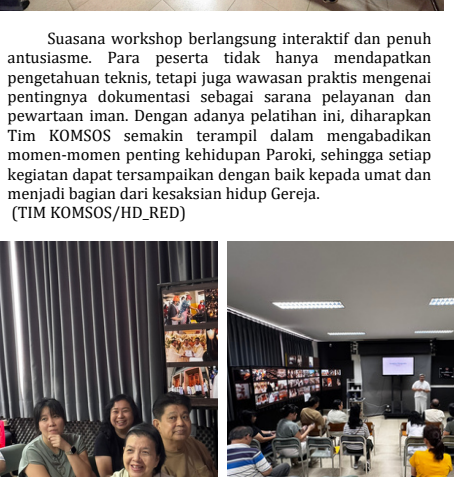 Suasana workshop berlangsung interaktif dan penuh
antusiasme. Para peserta tidak hanya mendapatkan
pengetahuan teknis, tetapi juga wawasan praktis mengenai
pentingnya dokumentasi sebagai sarana pelayanan dan
pewartaan iman. Dengan adanya pelatihan ini, diharapkan
Tim KOMSOS semakin terampil dalam mengabadikan
momen-momen penting kehidupan Paroki, sehingga setiap
kegiatan dapat tersampaikan dengan baik kepada umat dan
menjadi bagian dari kesaksian hidup Gereja.
(TIM KOMSOS/HD_RED)